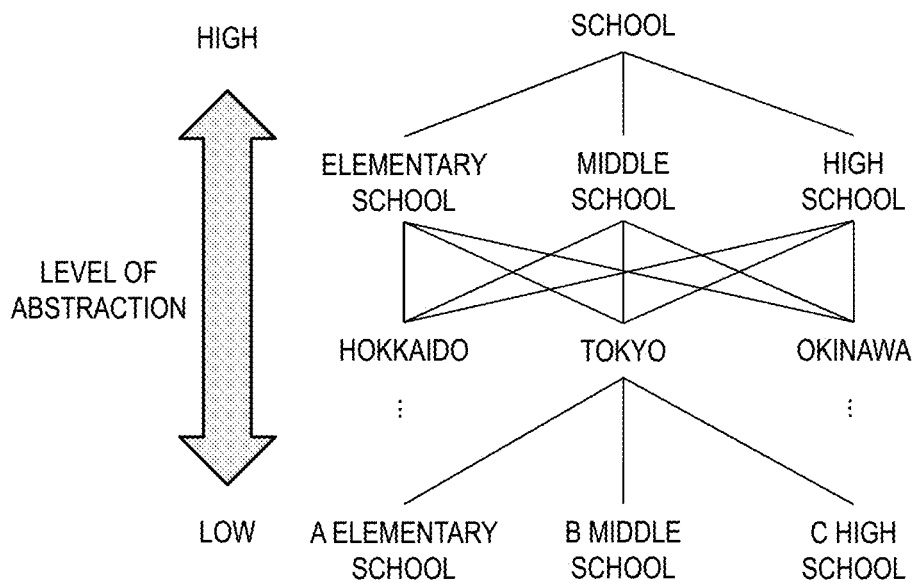 HIGH
SCHOOL
ELEMENTARY
SCHOOL
MIDDLE
SCHOOL
HIGH
SCHOOL
LEVEL OF
ABSTRACTION
HOKKAIDO
TOKYO
OKINAWA
...
...
LOW
A ELEMENTARY
SCHOOL
B MIDDLE
SCHOOL
C HIGH
SCHOOL